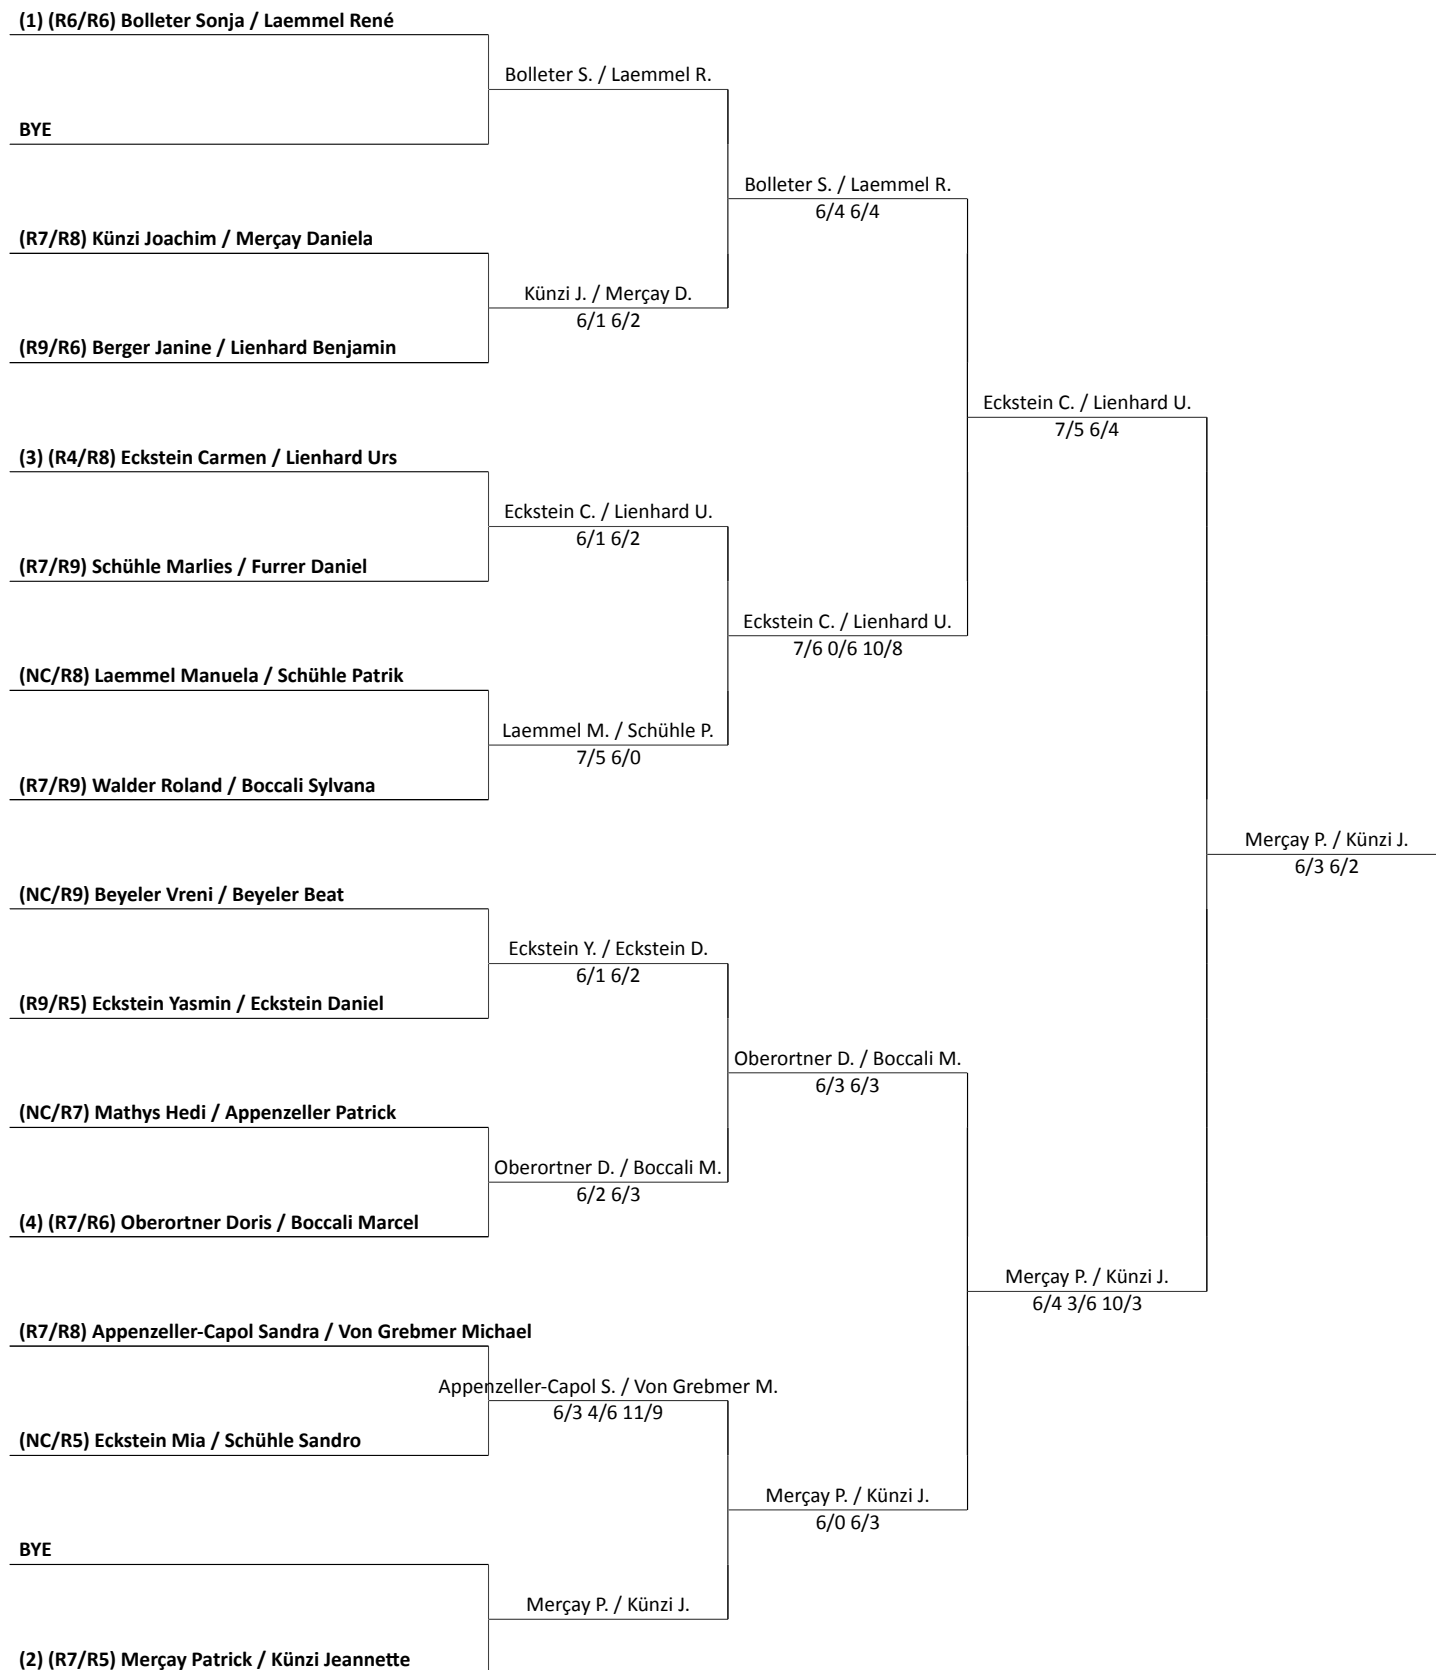 (1) (R6/R6) Bolleter Sonja / Laemmel René
Bolleter S. / Laemmel R.
BYE
Bolleter S. / Laemmel R.
6/4 6/4
(R7/R8) Künzi Joachim / Merçay Daniela
Künzi J. / Merçay D.
6/1 6/2
(R9/R6) Berger Janine / Lienhard Benjamin
Eckstein C. / Lienhard U.
7/5 6/4
(3) (R4/R8) Eckstein Carmen / Lienhard Urs
Eckstein C. / Lienhard U.
6/1 6/2
(R7/R9) Schühle Marlies / Furrer Daniel
Eckstein C. / Lienhard U.
7/6 0/6 10/8
(NC/R8) Laemmel Manuela / Schühle Patrik
Laemmel M. / Schühle P.
7/5 6/0
(R7/R9) Walder Roland / Boccali Sylvana
Merçay P. / Künzi J.
6/3 6/2
(NC/R9) Beyeler Vreni / Beyeler Beat
Eckstein Y. / Eckstein D.
6/1 6/2
(R9/R5) Eckstein Yasmin / Eckstein Daniel
Oberortner D. / Boccali M.
6/3 6/3
(NC/R7) Mathys Hedi / Appenzeller Patrick
Oberortner D. / Boccali M.
6/2 6/3
(4) (R7/R6) Oberortner Doris / Boccali Marcel
Merçay P. / Künzi J.
6/4 3/6 10/3
(R7/R8) Appenzeller-Capol Sandra / Von Grebmer Michael
Appenzeller-Capol S. / Von Grebmer M.
6/3 4/6 11/9
(NC/R5) Eckstein Mia / Schühle Sandro
Merçay P. / Künzi J.
6/0 6/3
BYE
Merçay P. / Künzi J.
(2) (R7/R5) Merçay Patrick / Künzi Jeannette